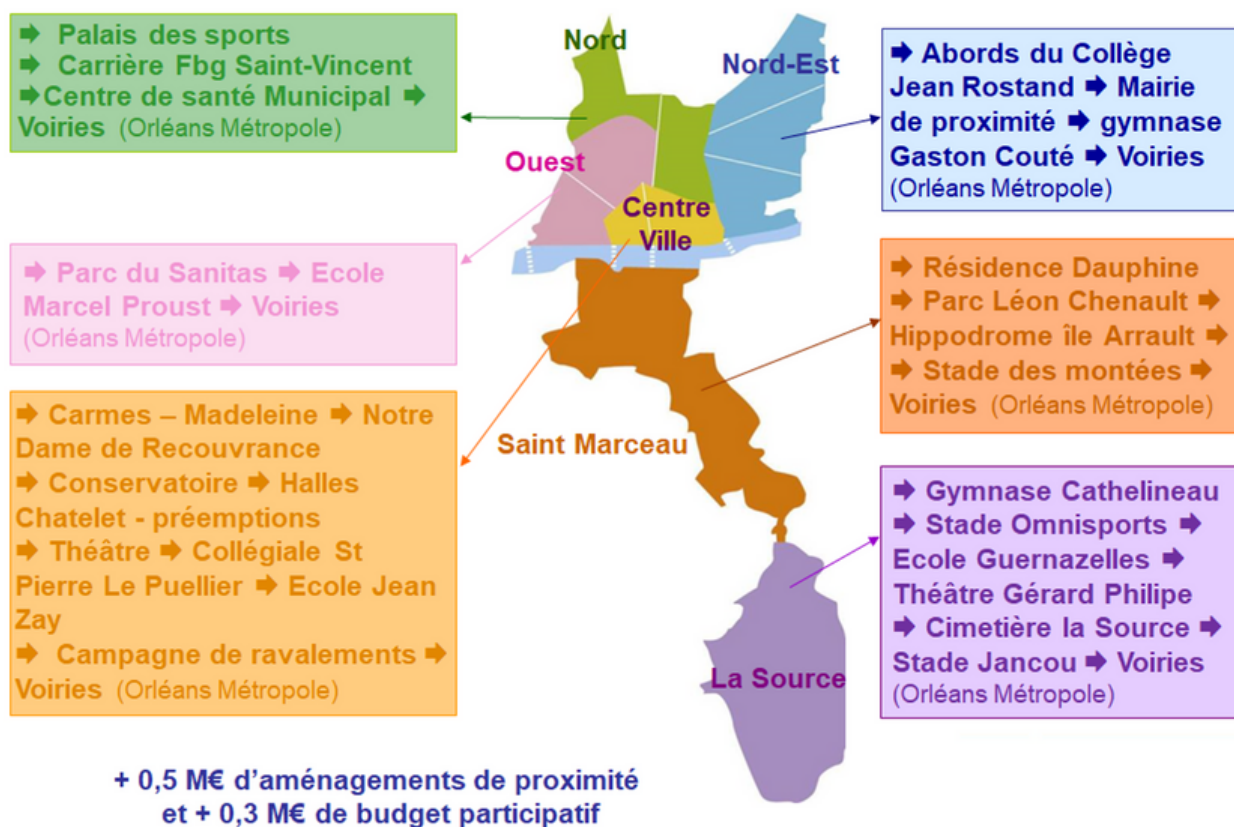 ➡ Palais des sports
➡ Carrière Fbg Saint-Vincent
➡Centre de santé Municipal ➡
Voiries (Orléans Métropole)
Nord
Nord-Est
Ouest
Centre
Ville
Saint Marceau
La Source
➡ Abords du Collège
Jean Rostand ➡ Mairie
de proximité ➡ gymnase
Gaston Couté ➡ Voiries
(Orléans Métropole)
➡ Parc du Sanitas ➡ Ecole
Marcel Proust ➡ Voiries
(Orléans Métropole)
➡ Résidence Dauphine
➡ Parc Léon Chenault ➡
Hippodrome île Arrault ➡
➡ Stade des montées ➡
Voiries (Orléans Métropole)
➡ Carmes – Madeleine ➡ Notre
Dame de Recouvrance
➡ Conservatoire ➡ Halles
Chatelet - préemptions
➡ Théâtre ➡ Collégiale St
Pierre Le Puellier ➡ Ecole Jean
Zay
➡ Campagne de ravalements ➡
Voiries (Orléans Métropole)
➡ Gymnase Cathelineau
➡ Stade Omnisports ➡
Ecole Guernazelles ➡
Théâtre Gérard Philipe
➡ Cimetière la Source ➡
Stade Jancou ➡ Voiries
(Orléans Métropole)
+ 0,5 M€ d'aménagements de proximité
et + 0,3 M€ de budget participatif